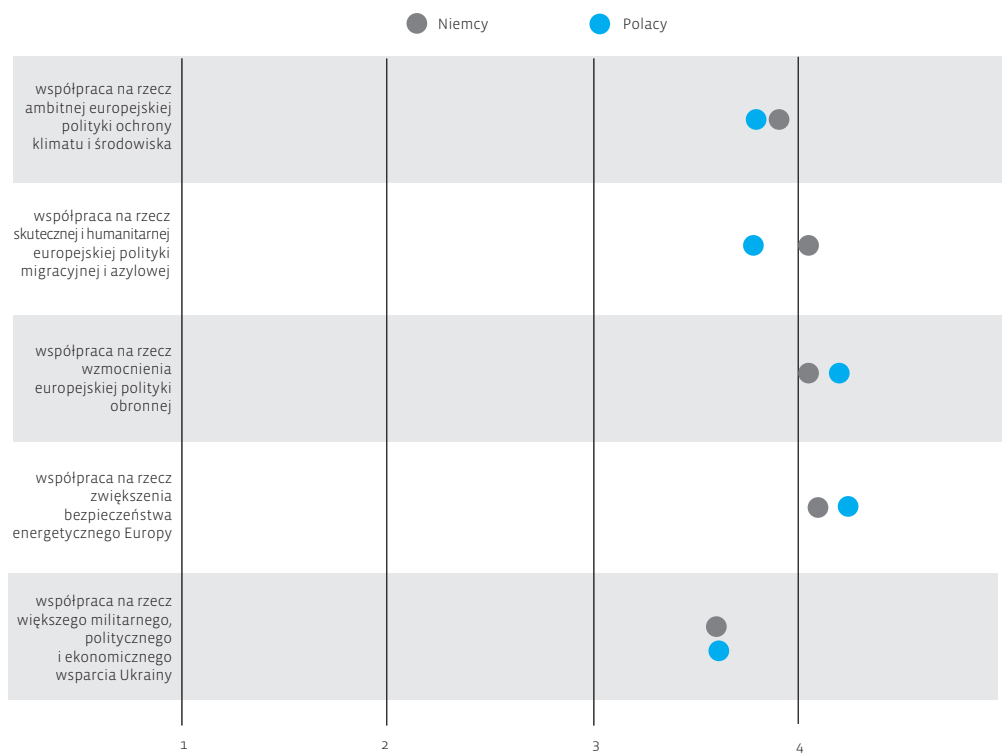 Niemcy
Polacy
współpraca na rzecz
ambitnej europejskiej
polityki ochrony
klimatu i środowiska
współpraca na rzecz
skutecznej i humanitarnej
europejskiej polityki
migracyjnej i azylowej
współpraca na rzecz
wzmocnienia
europejskiej polityki
obronnej
współpraca na rzecz
zwiększenia
bezpieczeństwa
energetycznego Europy
współpraca na rzecz
większego militarnego,
politycznego
i ekonomicznego
wsparcia Ukrainy
1 2 3 4